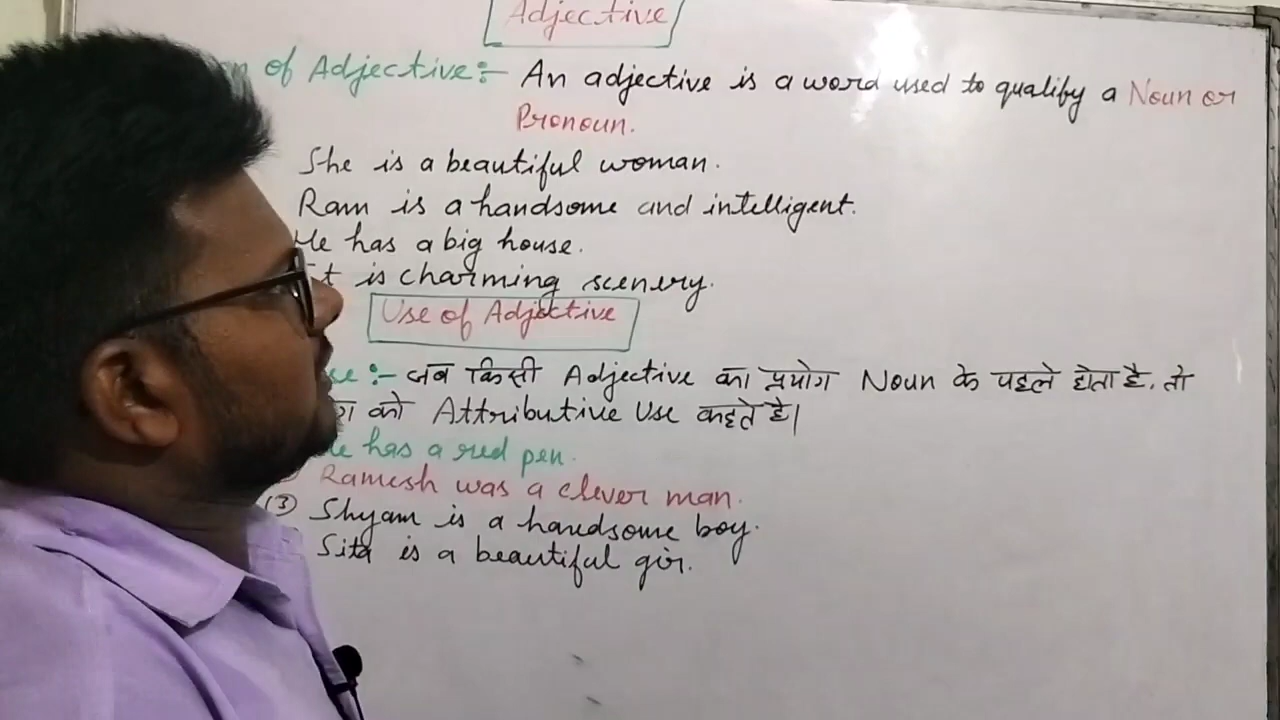 Adjective
of Adjective:- An adjective is a word used to qualify a Noun or
Pronoun.
She is a beautiful woman.
Ram is a handsome and intelligent.
He has a big house.
is charming scenery.
Use of Adjective
:- जब किसी Adjective का प्रयोग Noun के पहले होता है, तो
को Attributive Use कहते है।
has a red pen.
Ramesh was a clever man.
(3) Shyam is a handsome boy.
Sita is a beautiful gir.